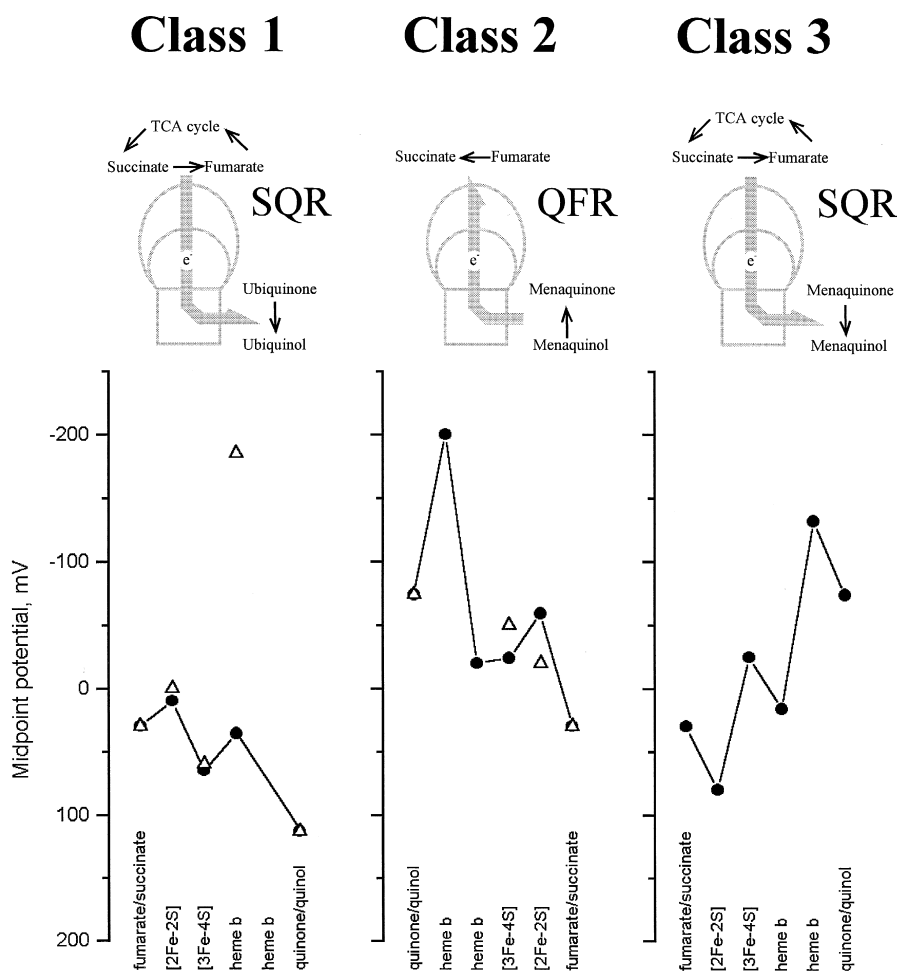 Class 1
Class 2
Class 3
TCA cycle
Succinate
Fumarate
SQR
e-
Ubiquinone
Ubiquinol
Succinate
Fumarate
QFR
e-
Menaquinone
Menaquinol
TCA cycle
Succinate
Fumarate
SQR
e-
Menaquinone
Menaquinol
Midpoint potential, mV
-200
-100
0
100
200
fumarate/succinate
[2Fe-2S]
[3Fe-4S]
heme b
heme b
quinone/quinol
quinone/quinol
heme b
heme b
[3Fe-4S]
[2Fe-2S]
fumarate/succinate
fumarate/succinate
[2Fe-2S]
[3Fe-4S]
heme b
heme b
quinone/quinol